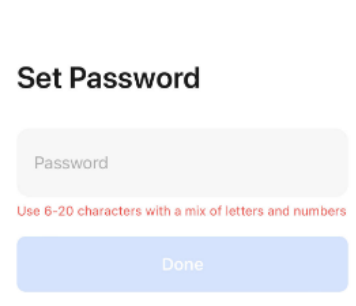 Set Password
Password
Use 6-20 characters with a mix of letters and numbers
Done